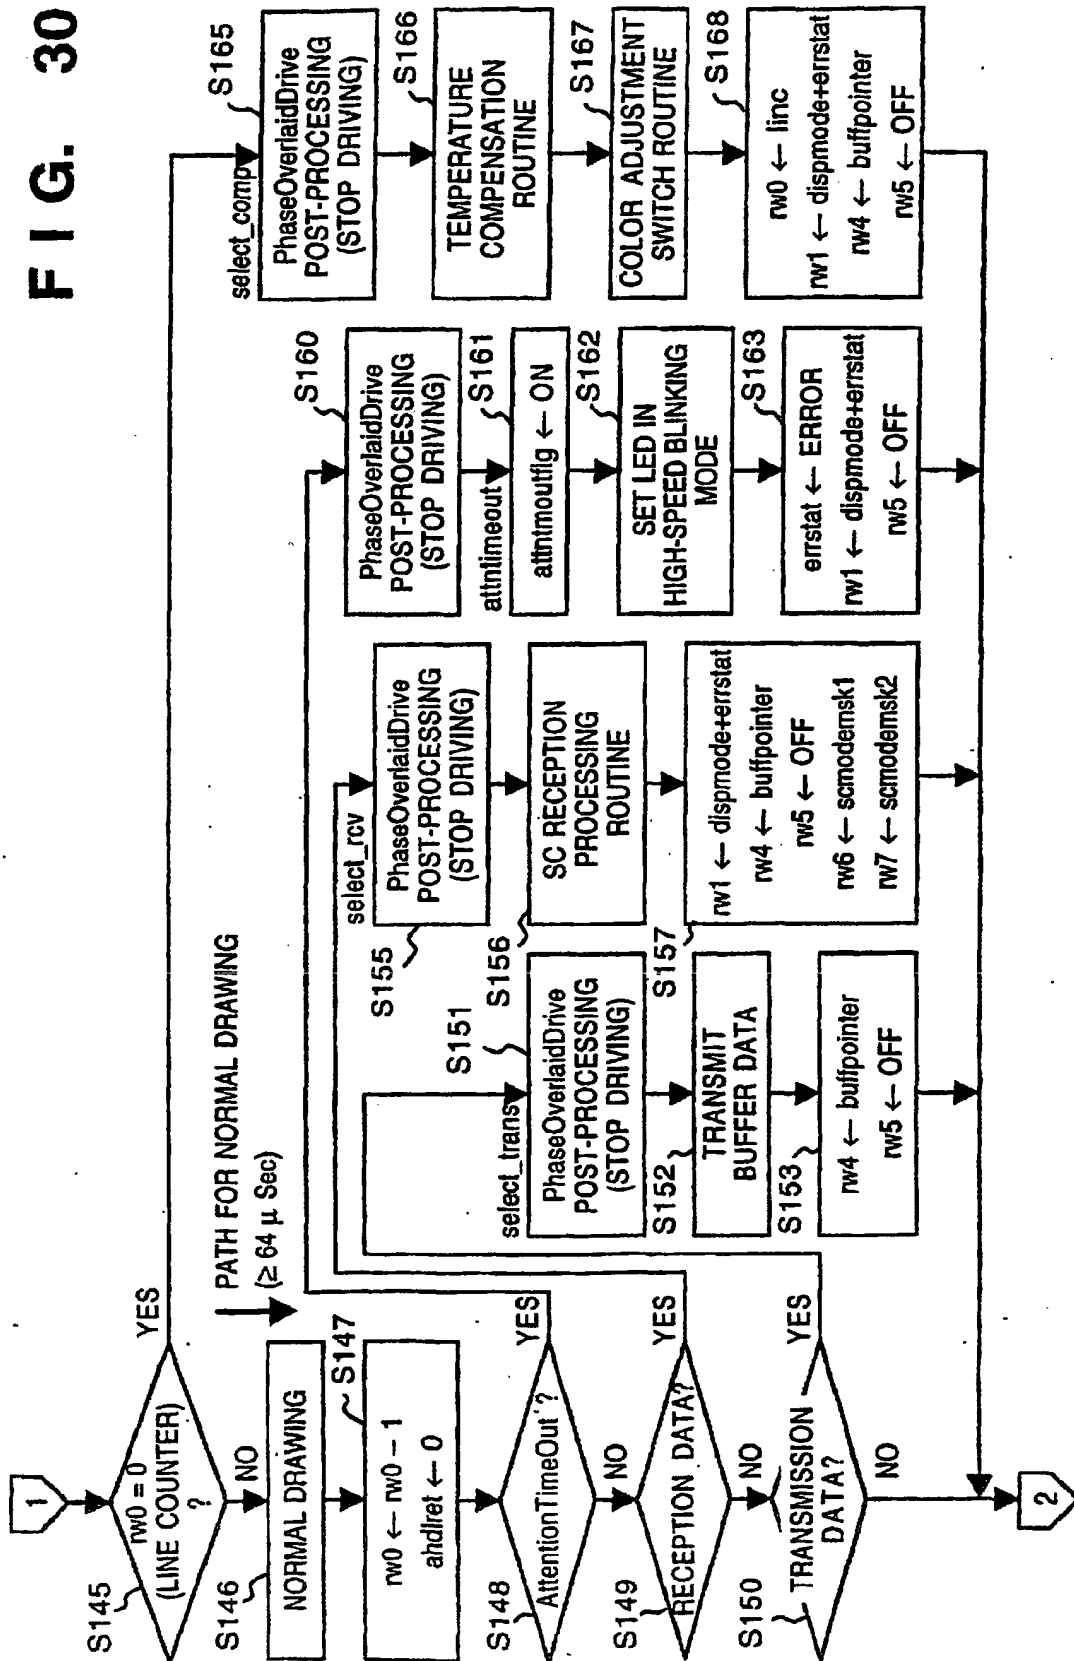 FIG. 30
1
S145
rw0 = 0
(LINE COUNTER)
?
YES
NO
PATH FOR NORMAL DRAWING
(≥ 64 μ Sec)
S146
NORMAL DRAWING
S147
rw0 ← rw0 − 1
ahdlret ← 0
S148
AttentionTimeOut ?
YES
NO
S149
RECEPTION DATA?
YES
NO
S150
TRANSMISSION
DATA?
YES
NO
2
select_trans
S151
PhaseOverlaidDrive
POST-PROCESSING
(STOP DRIVING)
S152
TRANSMIT
BUFFER DATA
S153
rw4 ← buffpointer
rw5 ← OFF
select_rcv
S155
PhaseOverlaidDrive
POST-PROCESSING
(STOP DRIVING)
S156
SC RECEPTION
PROCESSING
ROUTINE
S157
rw1 ← dispmode+errstat
rw4 ← buffpointer
rw5 ← OFF
rw6 ← scmodemsk1
rw7 ← scmodemsk2
S160
PhaseOverlaidDrive
POST-PROCESSING
(STOP DRIVING)
attntimeout
S161
attntmoutflg ← ON
S162
SET LED IN
HIGH-SPEED BLINKING
MODE
S163
errstat ← ERROR
rw1 ← dispmode+errstat
rw5 ← OFF
select_comp
S165
PhaseOverlaidDrive
POST-PROCESSING
(STOP DRIVING)
S166
TEMPERATURE
COMPENSATION
ROUTINE
S167
COLOR ADJUSTMENT
SWITCH ROUTINE
S168
rw0 ← linc
rw1 ← dispmode+errstat
rw4 ← buffpointer
rw5 ← OFF